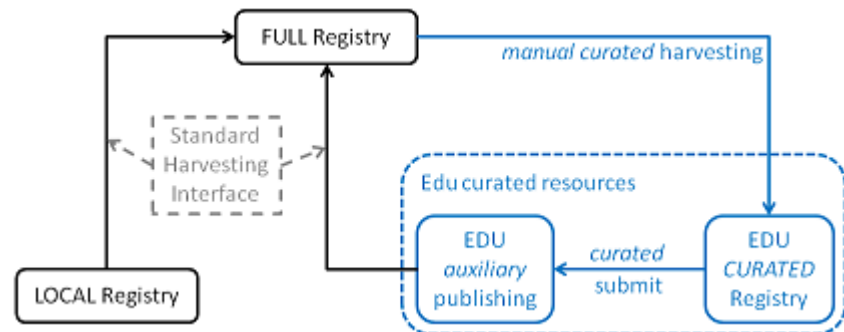 FULL Registry
manual curated harvesting
Standard
Harvesting
Interface
Edu curated resources
EDU
auxiliary
publishing
curated
submit
EDU
CURATED
Registry
LOCAL Registry